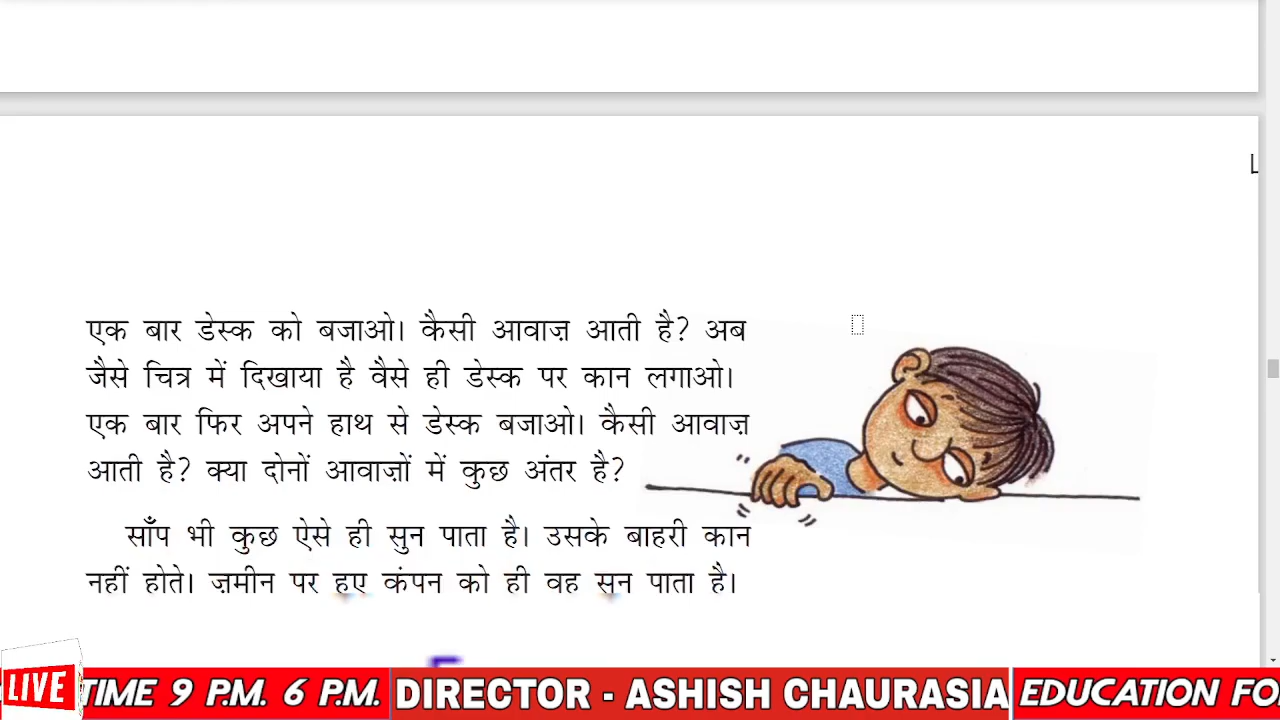 एक बार डेस्क को बजाओ। कैसी आवाज़ आती है? अब
जैसे चित्र में दिखाया है वैसे ही डेस्क पर कान लगाओ।
एक बार फिर अपने हाथ से डेस्क बजाओ। कैसी आवाज़
आती है? क्या दोनों आवाज़ों में कुछ अंतर है?
साँप भी कुछ ऐसे ही सुन पाता है। उसके बाहरी कान
नहीं होते। ज़मीन पर हुए कंपन को ही वह सुन पाता है।
LIVE TIME 9 P.M. 6 P.M. DIRECTOR - ASHISH CHAURASIA EDUCATION